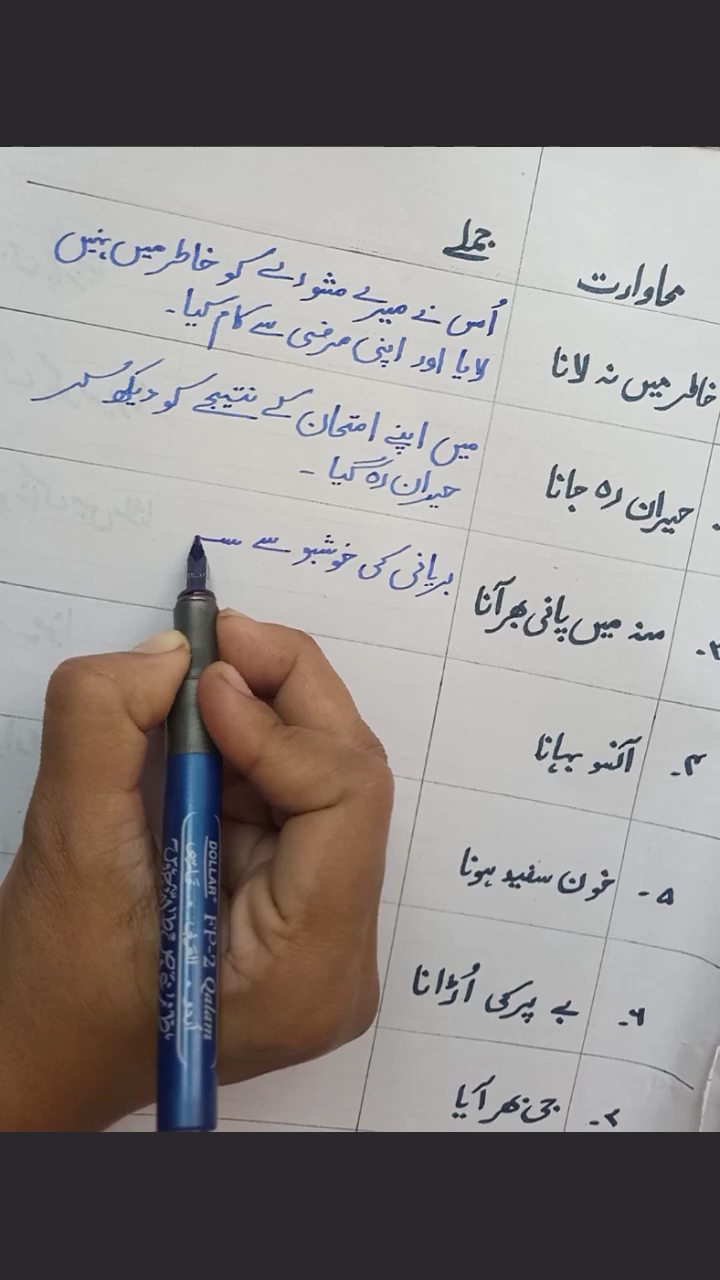 محاورات جملے
خاطر میں نہ لانا
اُس نے میرے مشورے کو خاطر میں نہیں
لایا اور اپنی مرضی سے کام کیا۔
حیران رہ جانا
میں اپنے امتحان کے نتیجے کو دیکھ کر
حیران رہ گیا۔
۳۔ منہ میں پانی بھر آنا
بریانی کی خوشبو سے
۴۔ آنسو بہانا
۵۔ خون سفید ہونا
۶۔ بے پر کی اُڑانا
جی بھر آیا
DOLLAR FP-2 Qalam